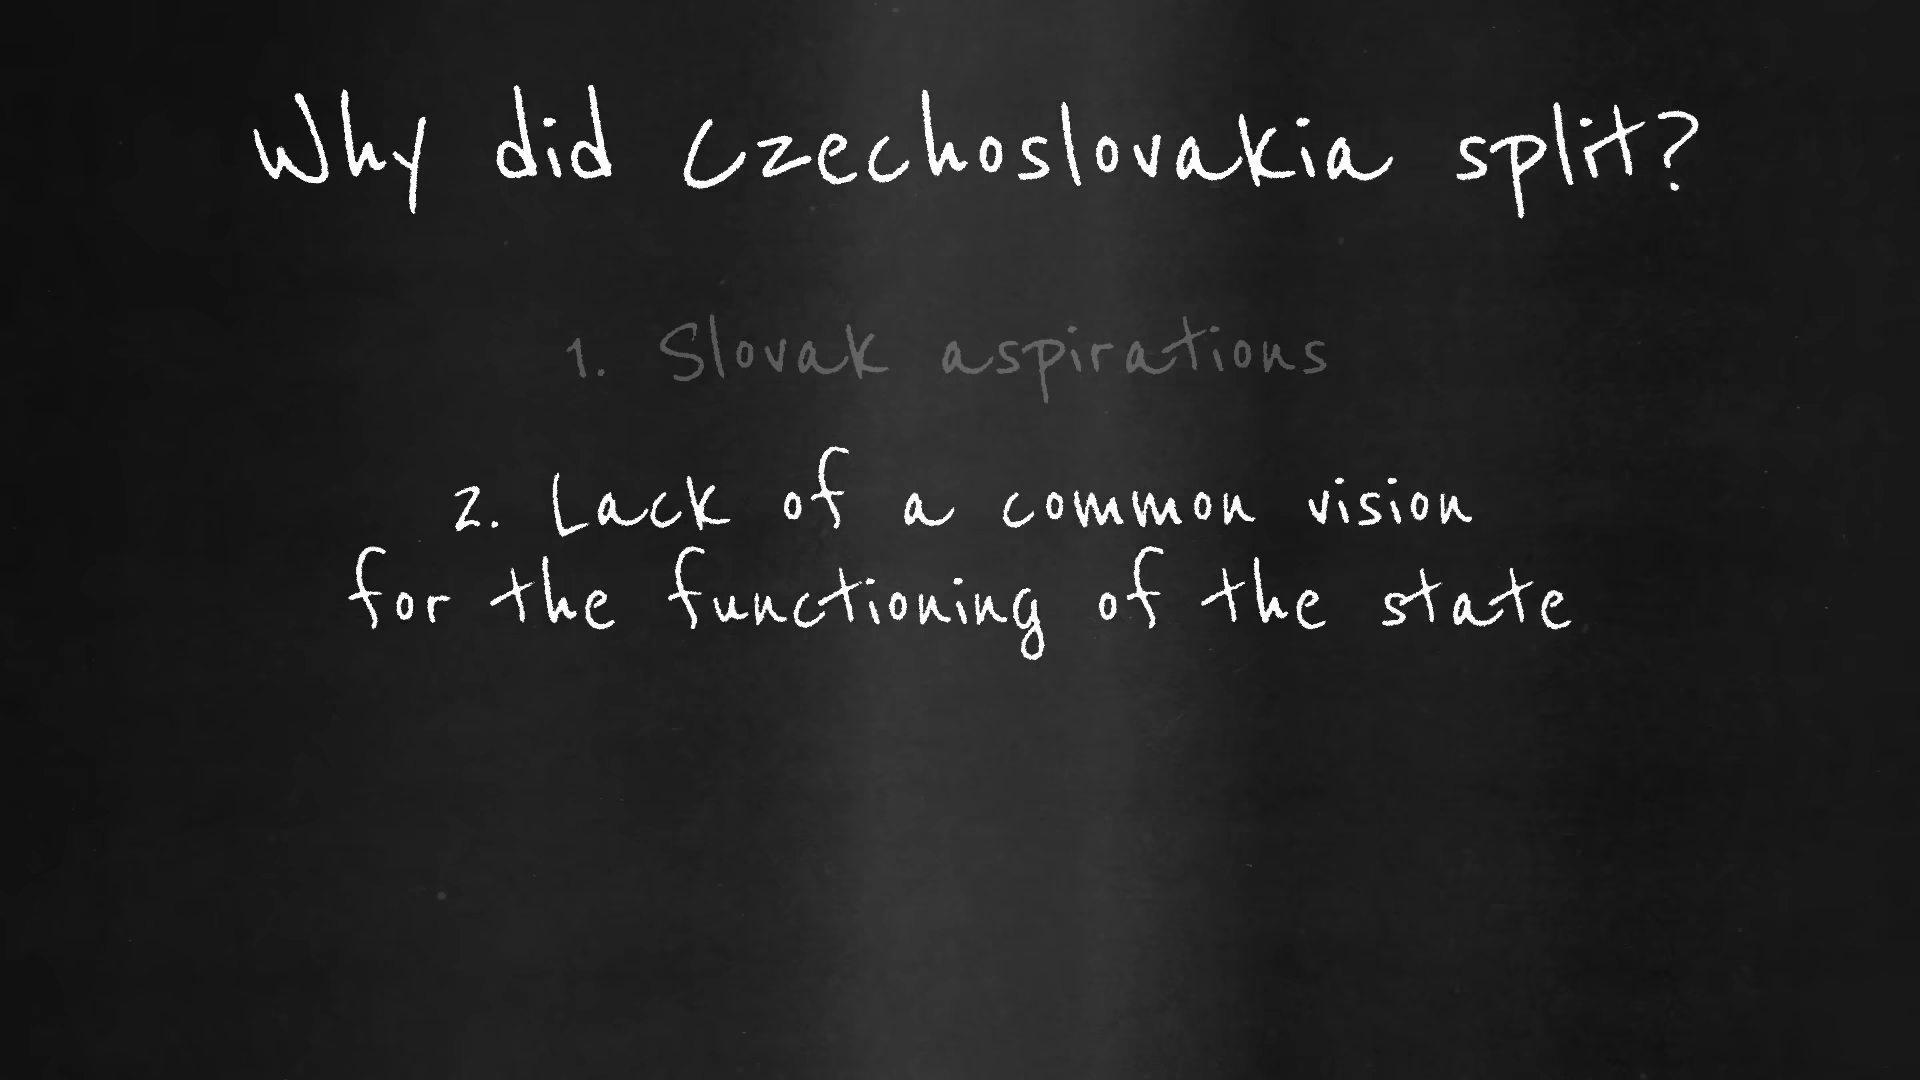 Why did Czechoslovakia split?
1. Slovak aspirations
2. Lack of a common vision
for the functioning of the state